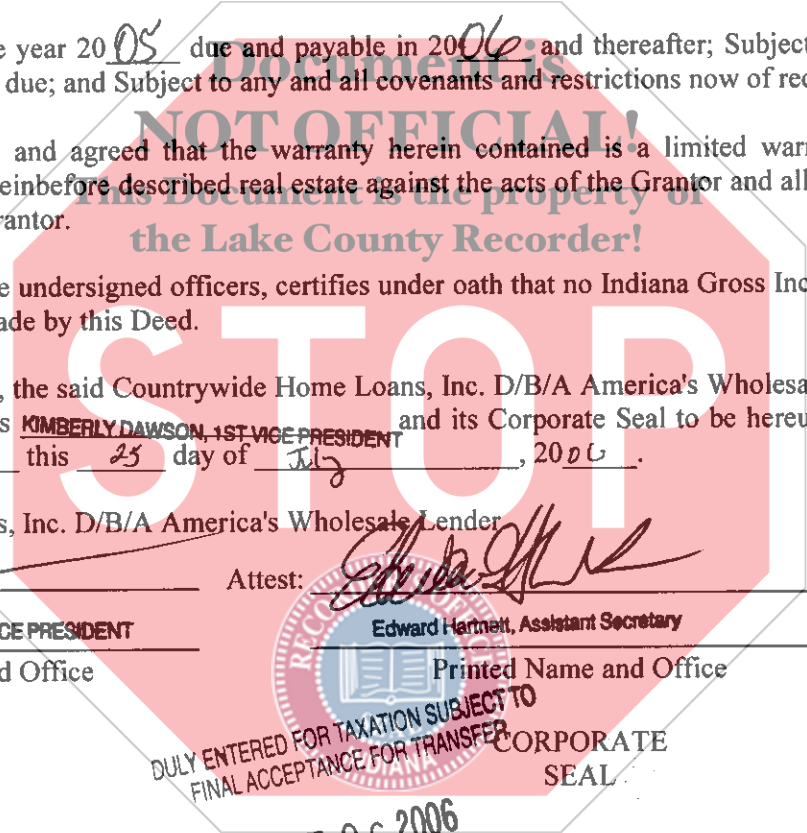 e year 2005 due and payable in 2006 and thereafter; Subject
Document is
due; and Subject to any and all covenants and restrictions now of rec
NOT OFFICIAL!
and agreed that the warranty herein contained is a limited warr
einbefore described real estate against the acts of the Grantor and all
This Document is the property of
rantor.
the Lake County Recorder!
e undersigned officers, certifies under oath that no Indiana Gross Inc
ade by this Deed.
STOP
, the said Countrywide Home Loans, Inc. D/B/A America's Wholesa
s KIMBERLY DAWSON, 1ST VICE PRESIDENT and its Corporate Seal to be hereu
this 25 day of July, 2006.
s, Inc. D/B/A America's Wholesale Lender
Attest:
CE PRESIDENT Edward Hartnett, Assistant Secretary
d Office Printed Name and Office
RECORDER'S OFFICE
INDIANA
DULY ENTERED FOR TAXATION SUBJECT TO
FINAL ACCEPTANCE FOR TRANSFER
CORPORATE
SEAL
2006